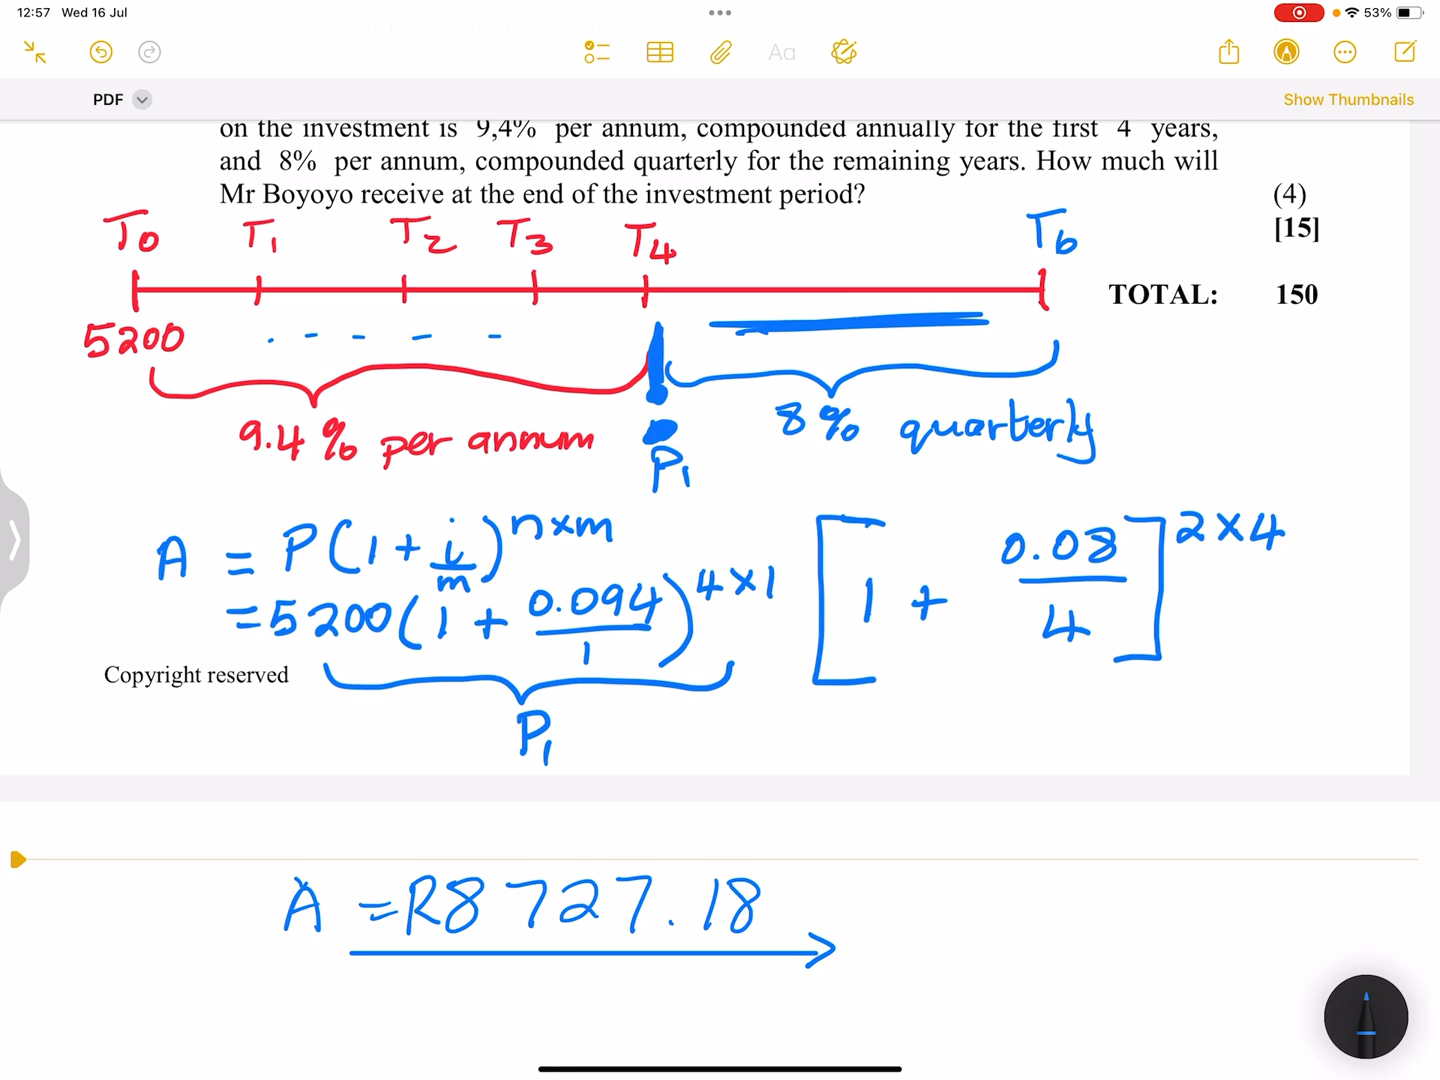 12:57 Wed 16 Jul
53%
Aa
PDF
Show Thumbnails
on the investment is 9,4% per annum, compounded annually for the first 4 years,
and 8% per annum, compounded quarterly for the remaining years. How much will
Mr Boyoyo receive at the end of the investment period? (4)
[15]
T0 T1 T2 T3 T4 T6
TOTAL: 150
5200
9.4% per annum
8% quarterly
P1
A = P(1 + i/m)^n×m
= 5200(1 + 0.094/1)^4×1 [1 + 0.08/4]^2×4
Copyright reserved
P1
A = R8727.18